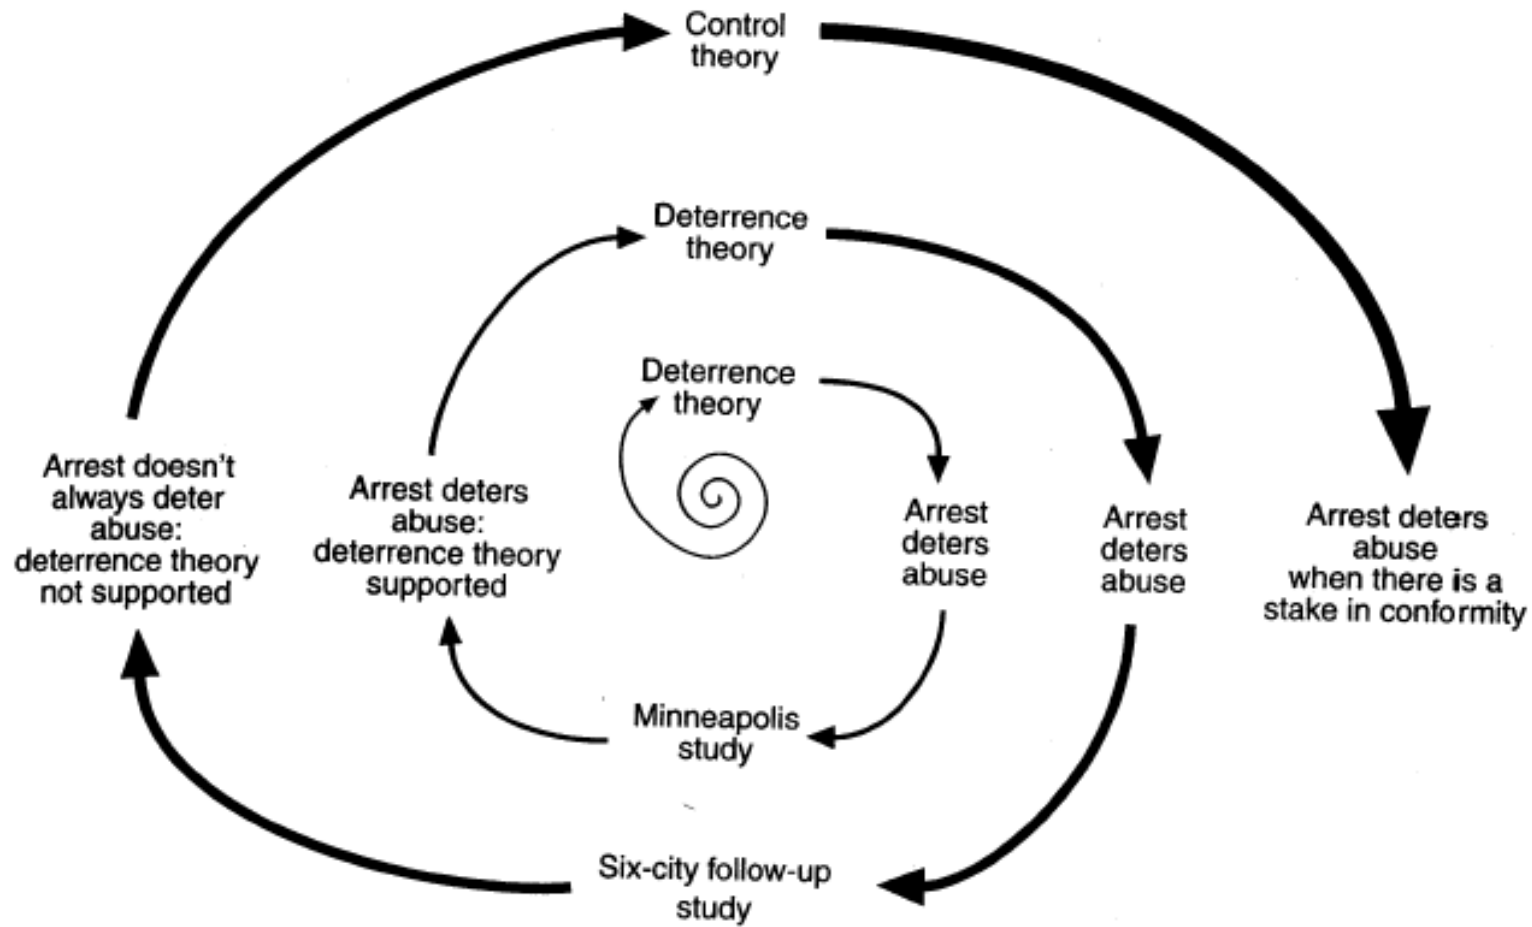 Control
theory
Deterrence
theory
Deterrence
theory
Arrest doesn't
always deter
abuse:
deterrence theory
not supported
Arrest deters
abuse:
deterrence theory
supported
Arrest
deters
abuse
Arrest
deters
abuse
Arrest deters
abuse
when there is a
stake in conformity
Minneapolis
study
Six-city follow-up
study